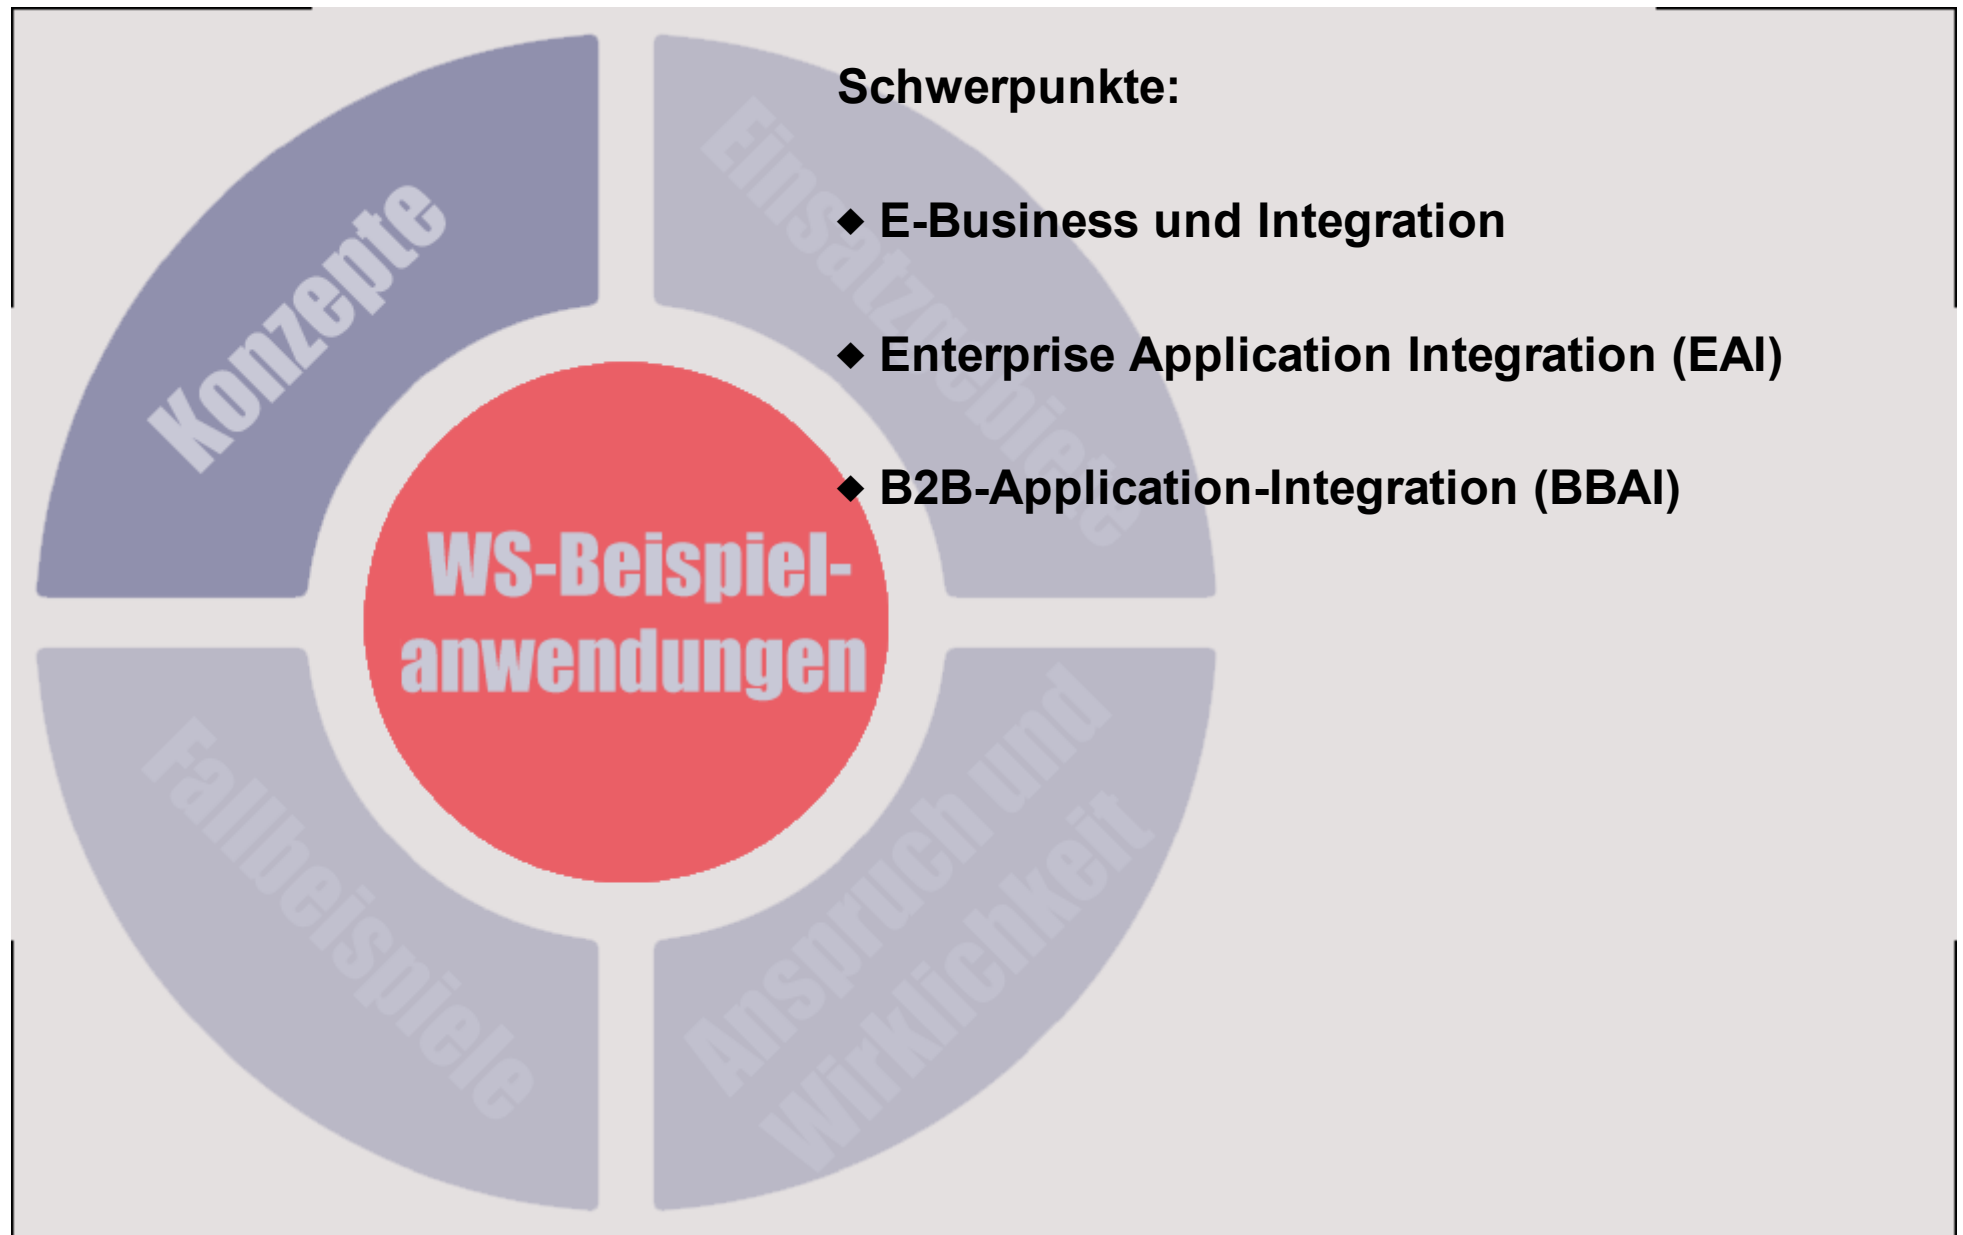 Schwerpunkte:
◆ E-Business und Integration
◆ Enterprise Application Integration (EAI)
◆ B2B-Application-Integration (BBAI)
Konzepte
Einsatzgebiete
WS-Beispiel-
anwendungen
Fallbeispiele
Anspruch und
Wirklichkeit